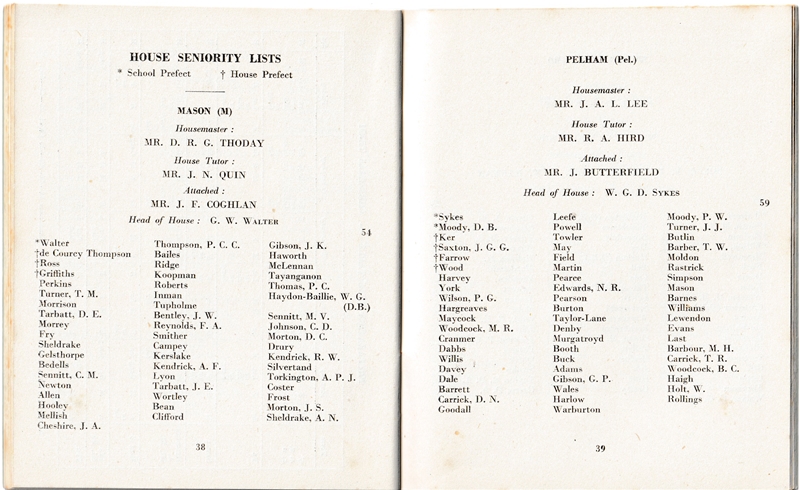 HOUSE SENIORITY LISTS
* School Prefect † House Prefect
MASON (M)
Housemaster :
MR. D. R. G. THODAY
House Tutor :
MR. J. N. QUIN
Attached :
MR. J. F. COGHLAN
Head of House : G. W. WALTER
54
*Walter
†de Courcy Thompson
†Ross
†Griffiths
Perkins
Turner, T. M.
Morrison
Tarbatt, D. E.
Morrey
Fry
Sheldrake
Gelsthorpe
Bedells
Sennitt, C. M.
Newton
Allen
Hooley
Mellish
Cheshire, J. A.
Thompson, P. C. C.
Bailes
Ridge
Koopman
Roberts
Inman
Tupholme
Bentley, J. W.
Reynolds, F. A.
Smither
Campey
Kerslake
Kendrick, A. F.
Lyon
Tarbatt, J. E.
Wortley
Bean
Clifford
Gibson, J. K.
Haworth
McLennan
Tayanganon
Thomas, P. C.
Haydon-Baillie, W. G.
(D.B.)
Sennitt, M. V.
Johnson, C. D.
Morton, D. C.
Drury
Kendrick, R. W.
Silvertand
Torkington, A. P. J.
Coster
Frost
Morton, J. S.
Sheldrake, A. N.
38
PELHAM (Pel.)
Housemaster :
MR. J. A. L. LEE
House Tutor :
MR. R. A. HIRD
Attached :
MR. J. BUTTERFIELD
Head of House : W. G. D. SYKES
59
*Sykes
*Moody, D. B.
†Ker
†Saxton, J. G. G.
†Farrow
†Wood
Harvey
York
Wilson, P. G.
Hargreaves
Maycock
Woodcock, M. R.
Cranmer
Dabbs
Willis
Davey
Dale
Barrett
Carrick, D. N.
Goodall
Leefe
Powell
Towler
May
Field
Martin
Pearce
Edwards, N. R.
Pearson
Burton
Taylor-Lane
Denby
Murgatroyd
Booth
Buck
Adams
Gibson, G. P.
Wales
Harlow
Warburton
Moody, P. W.
Turner, J. J.
Butlin
Barber, T. W.
Moldon
Rastrick
Simpson
Mason
Barnes
Williams
Lewendon
Evans
Last
Barbour, M. H.
Carrick, T. R.
Woodcock, B. C.
Haigh
Holt, W.
Rollings
39